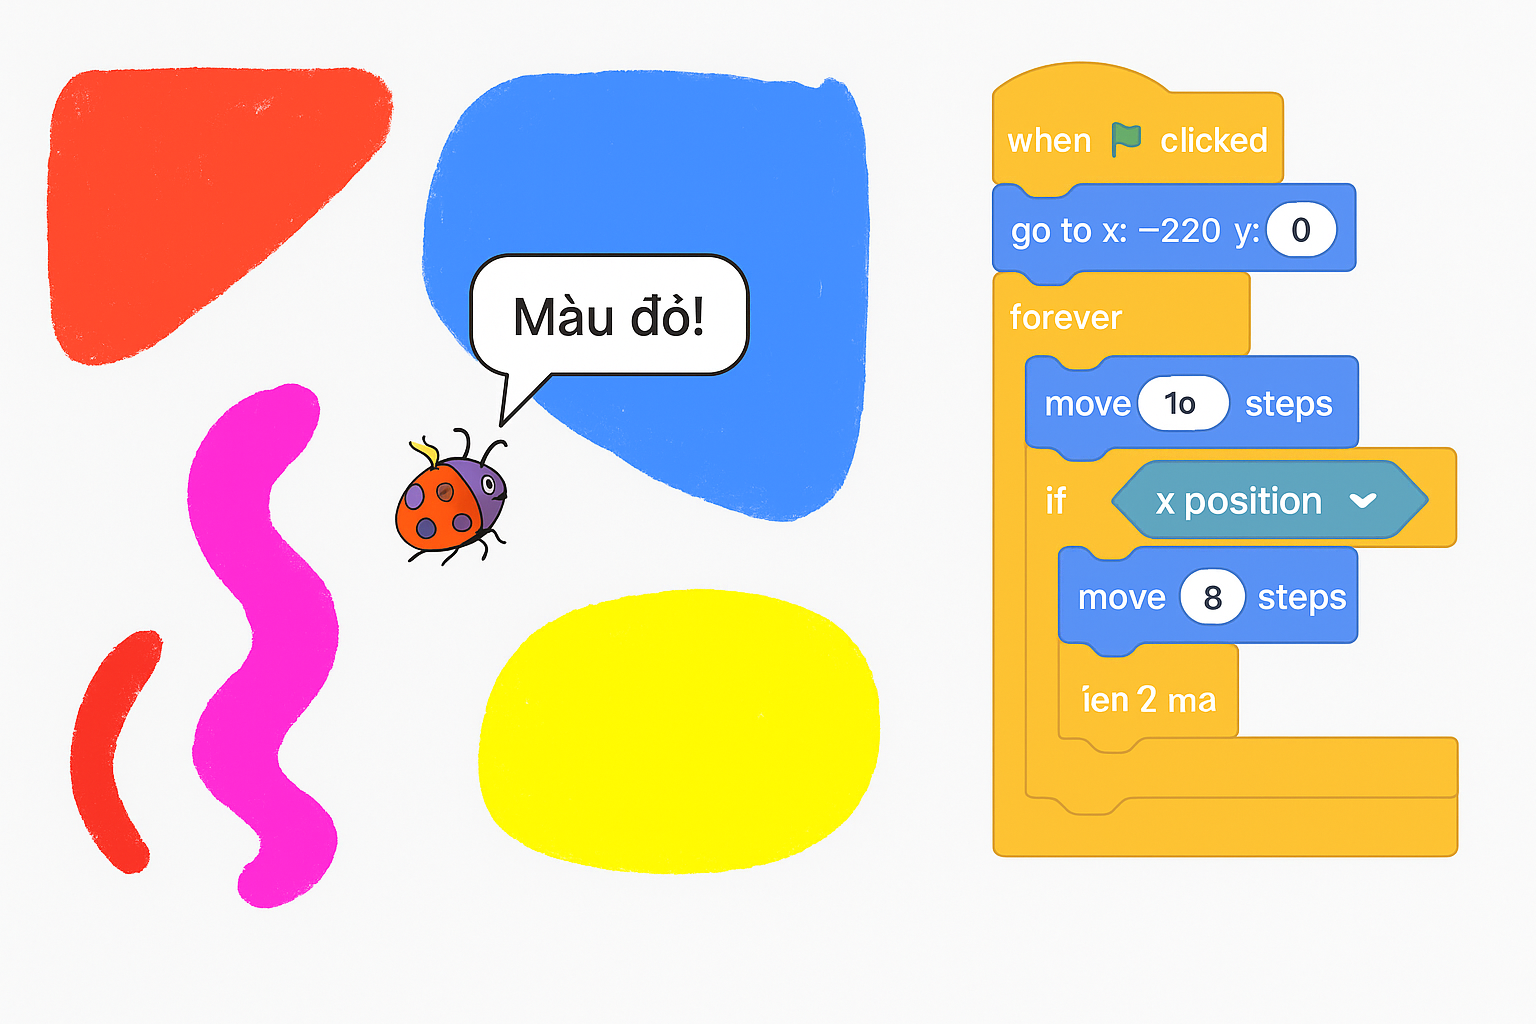 Màu đỏ!
when clicked
go to x: −220 y: 0
forever
move 1o steps
if x position
move 8 steps
ien 2 ma